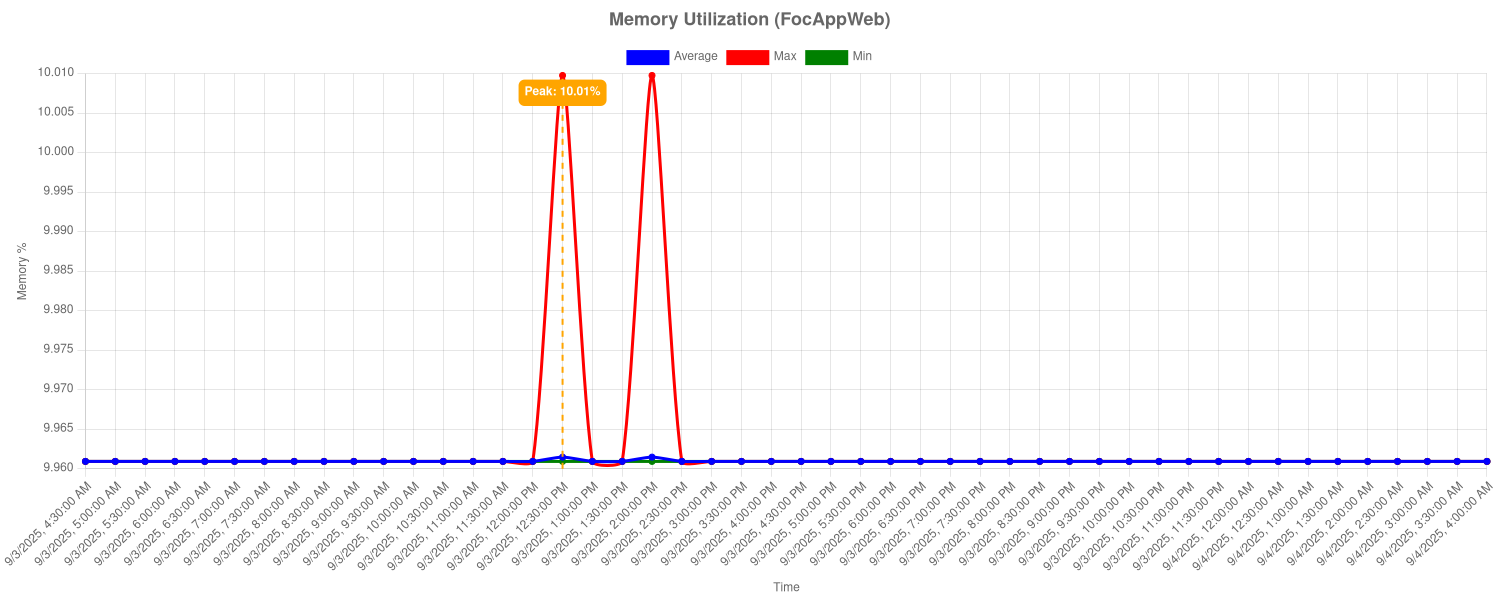 Memory Utilization (FocAppWeb)
Average Max Min
10.010
Peak: 10.01%
10.005
10.000
9.995
9.990
9.985
9.980
9.975
9.970
9.965
9.960
Memory %
9/3/2025, 4:30:00 AM
9/3/2025, 5:00:00 AM
9/3/2025, 5:30:00 AM
9/3/2025, 6:00:00 AM
9/3/2025, 6:30:00 AM
9/3/2025, 7:00:00 AM
9/3/2025, 7:30:00 AM
9/3/2025, 8:00:00 AM
9/3/2025, 8:30:00 AM
9/3/2025, 9:00:00 AM
9/3/2025, 9:30:00 AM
9/3/2025, 10:00:00 AM
9/3/2025, 10:30:00 AM
9/3/2025, 11:00:00 AM
9/3/2025, 11:30:00 AM
9/3/2025, 12:00:00 PM
9/3/2025, 12:30:00 PM
9/3/2025, 1:00:00 PM
9/3/2025, 1:30:00 PM
9/3/2025, 2:00:00 PM
9/3/2025, 2:30:00 PM
9/3/2025, 3:00:00 PM
9/3/2025, 3:30:00 PM
9/3/2025, 4:00:00 PM
9/3/2025, 4:30:00 PM
9/3/2025, 5:00:00 PM
9/3/2025, 5:30:00 PM
9/3/2025, 6:00:00 PM
9/3/2025, 6:30:00 PM
9/3/2025, 7:00:00 PM
9/3/2025, 7:30:00 PM
9/3/2025, 8:00:00 PM
9/3/2025, 8:30:00 PM
9/3/2025, 9:00:00 PM
9/3/2025, 9:30:00 PM
9/3/2025, 10:00:00 PM
9/3/2025, 10:30:00 PM
9/3/2025, 11:00:00 PM
9/3/2025, 11:30:00 PM
9/4/2025, 12:00:00 AM
9/4/2025, 12:30:00 AM
9/4/2025, 1:00:00 AM
9/4/2025, 1:30:00 AM
9/4/2025, 2:00:00 AM
9/4/2025, 2:30:00 AM
9/4/2025, 3:00:00 AM
9/4/2025, 3:30:00 AM
9/4/2025, 4:00:00 AM
Time